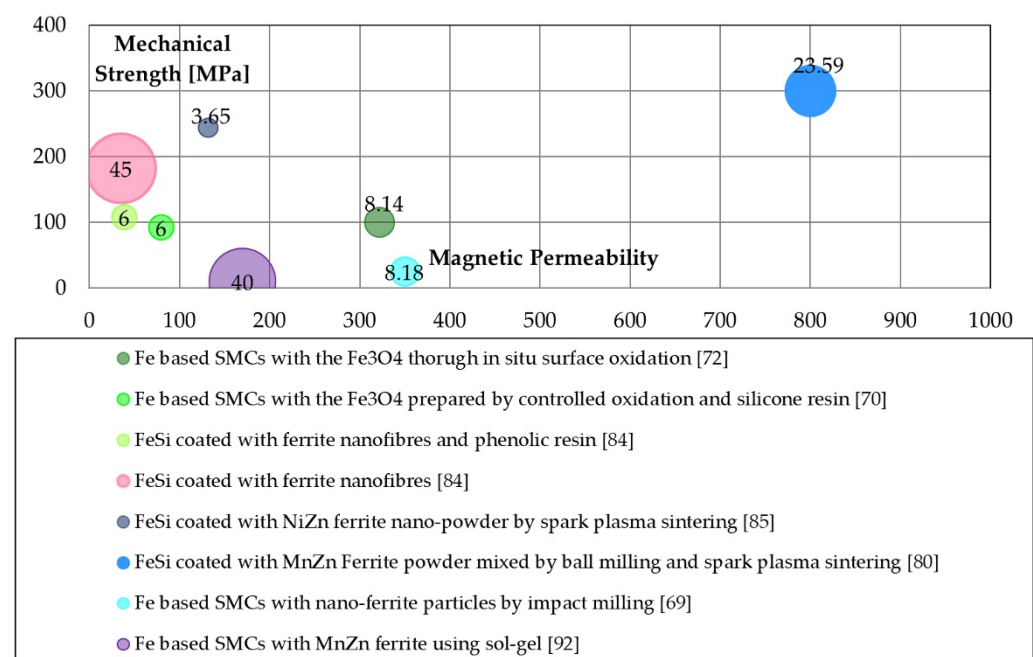 400
Mechanical
Strength [MPa]
23.59
300
3.65
200
45
8.14
6
6
100
Magnetic Permeability
8.18
40
0
0 100 200 300 400 500 600 700 800 900 1000
Fe based SMCs with the Fe3O4 thorugh in situ surface oxidation [72]
Fe based SMCs with the Fe3O4 prepared by controlled oxidation and silicone resin [70]
FeSi coated with ferrite nanofibres and phenolic resin [84]
FeSi coated with ferrite nanofibres [84]
FeSi coated with NiZn ferrite nano-powder by spark plasma sintering [85]
FeSi coated with MnZn Ferrite powder mixed by ball milling and spark plasma sintering [80]
Fe based SMCs with nano-ferrite particles by impact milling [69]
Fe based SMCs with MnZn ferrite using sol-gel [92]